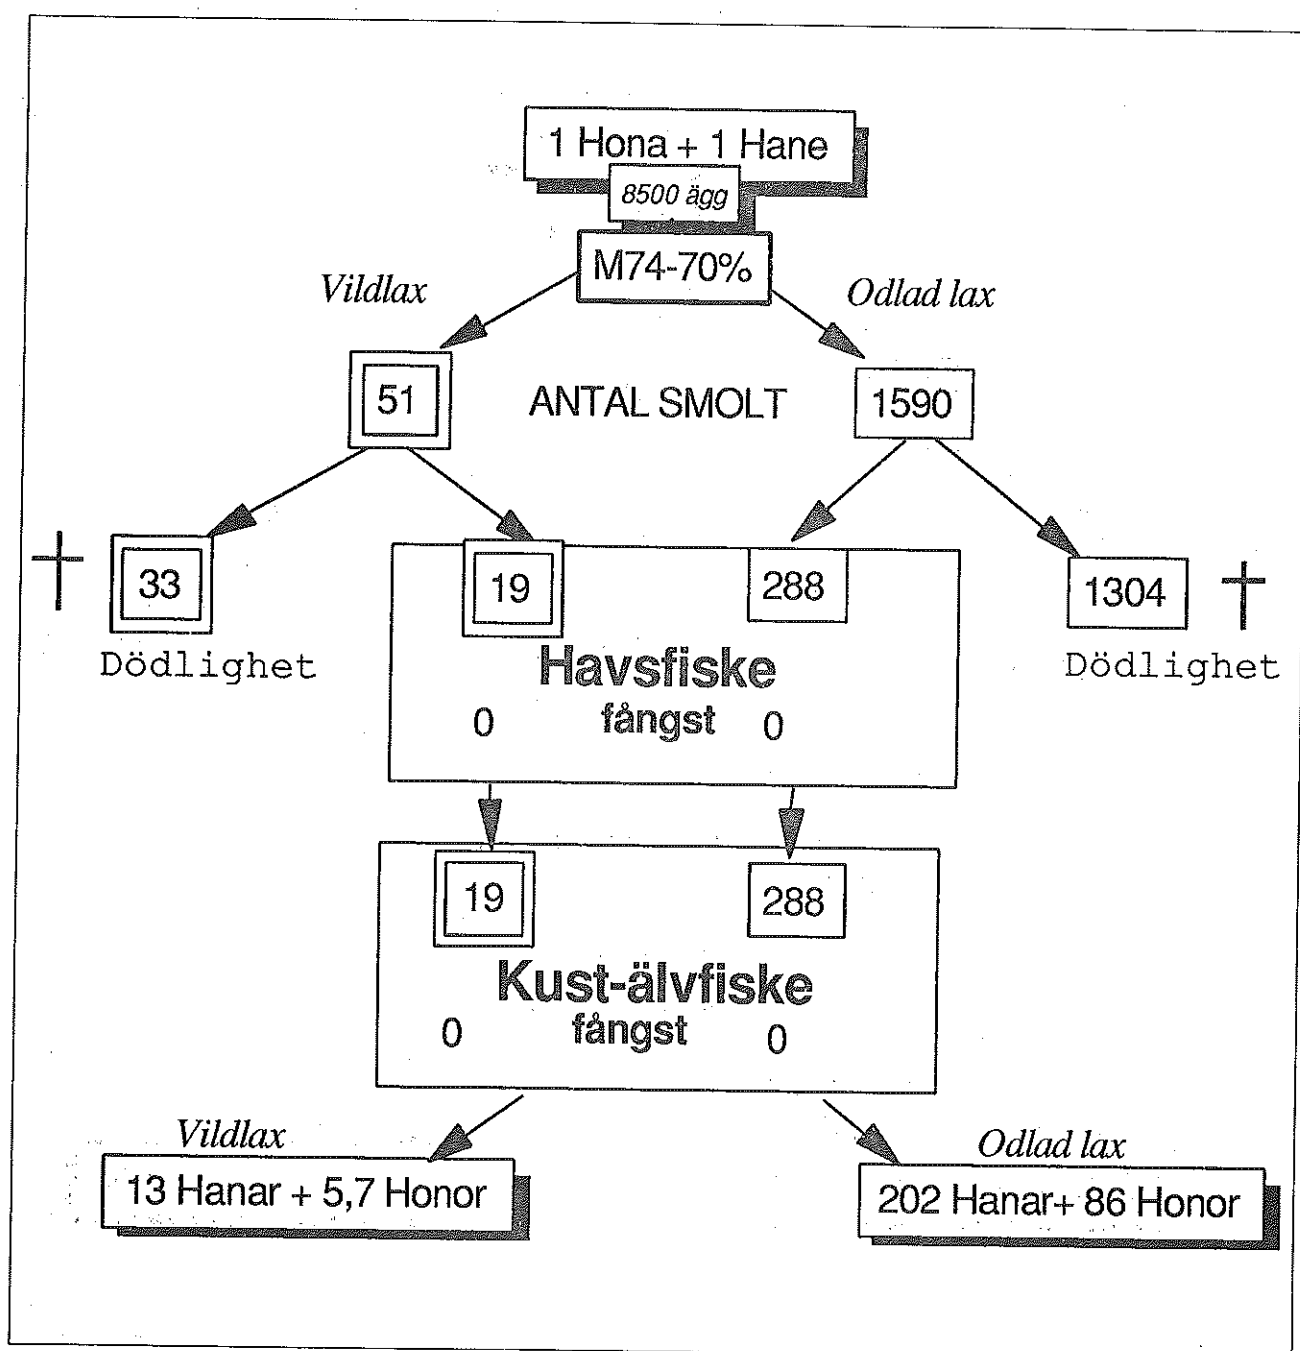 1 Hona + 1 Hane
8500 ägg
M74-70%
Vildlax
Odlad lax
51
ANTAL SMOLT
1590
33
19
288
1304
Dödlighet
Havsfiske
Dödlighet
0
fångst
0
19
288
Kust-älvfiske
0
fångst
0
Vildlax
Odlad lax
13 Hanar + 5,7 Honor
202 Hanar+ 86 Honor